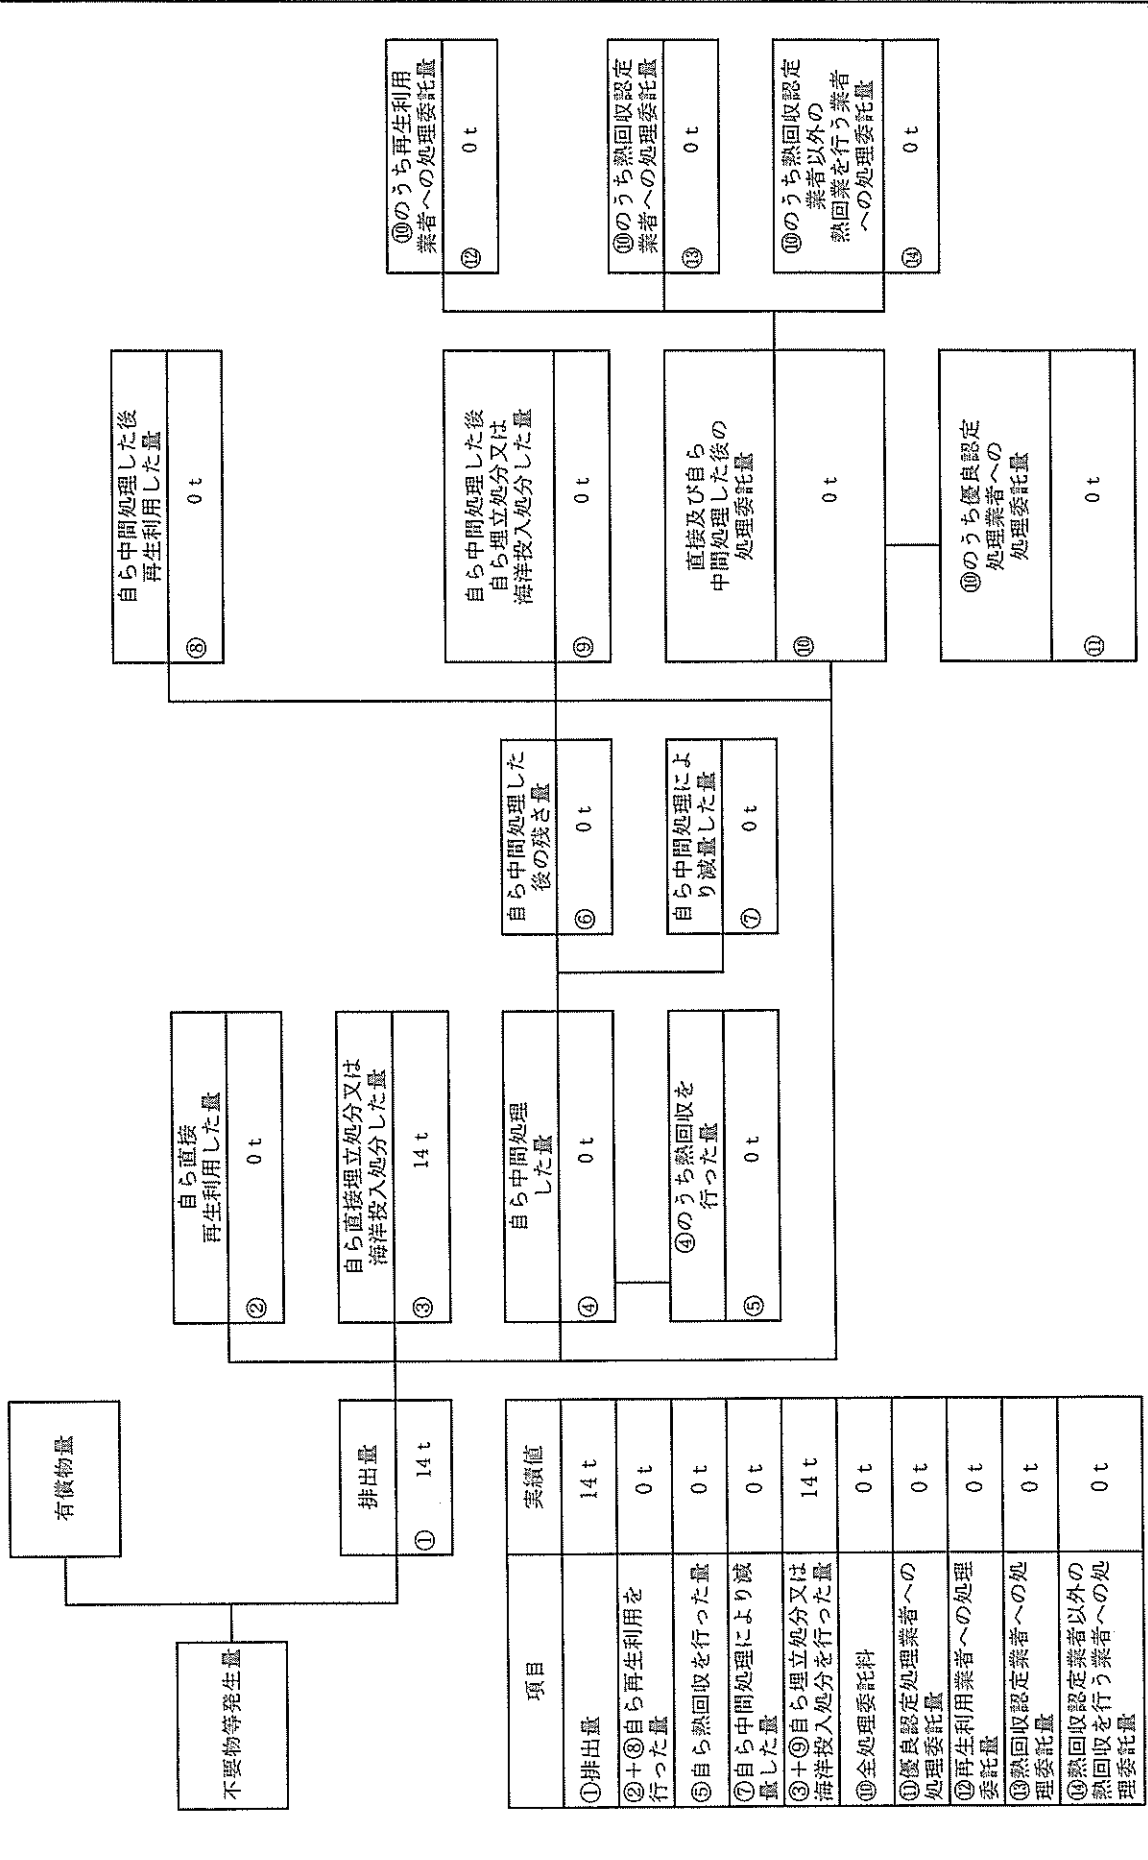 不要物等発生量
有償物量
排出量
① 14 t
自ら直接
再生利用した量
② 0 t
自ら直接埋立処分又は
海洋投入処分した量
③ 14 t
自ら中間処理
した量
④ 0 t
④のうち熱回収を
行った量
⑤ 0 t
自ら中間処理した
後の残さ量
⑥ 0 t
自ら中間処理によ
り減量した量
⑦ 0 t
自ら中間処理した後
再生利用した量
⑧ 0 t
自ら中間処理した後
自ら埋立処分又は
海洋投入処分した量
⑨ 0 t
直接及び自ら
中間処理した後の
処理委託量
⑩ 0 t
⑩のうち優良認定
処理業者への
処理委託量
⑪ 0 t
⑩のうち再生利用
業者への処理委託量
⑫ 0 t
⑩のうち熱回収認定
業者への処理委託量
⑬ 0 t
⑩のうち熱回収認定
業者以外の
熱回業を行う業者
への処理委託量
⑭ 0 t
項目 実績値
①排出量 14 t
②+⑧自ら再生利用を
行った量 0 t
⑤自ら熱回収を行った量 0 t
⑦自ら中間処理により減
量した量 0 t
③+⑨自ら埋立処分又は
海洋投入処分を行った量 14 t
⑩全処理委託料 0 t
⑪優良認定処理業者への
処理委託量 0 t
⑫再生利用業者への処理
委託量 0 t
⑬熱回収認定業者への処
理委託量 0 t
⑭熱回収認定業者以外の
熱回収を行う業者への処
理委託量 0 t